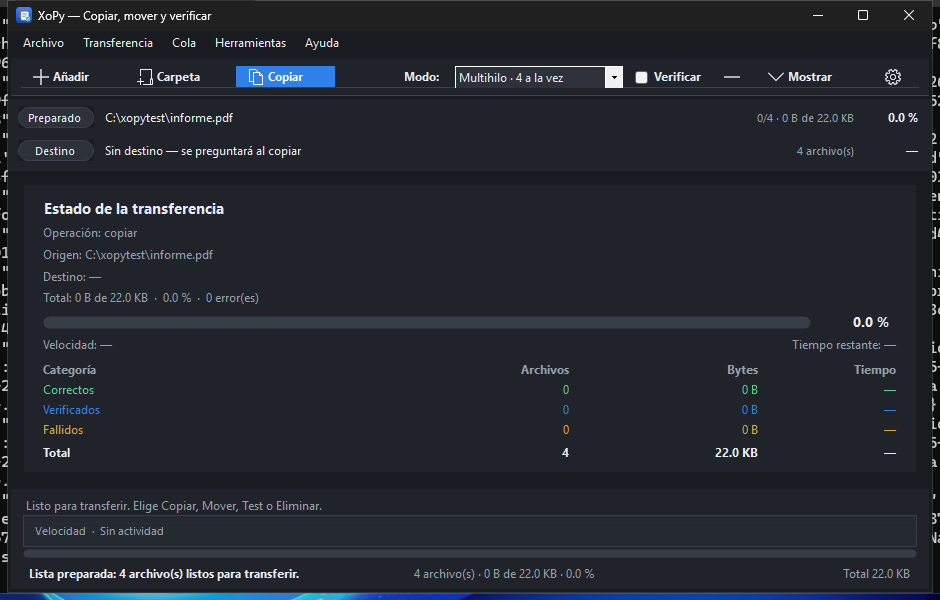 XoPy — Copiar, mover y verificar
Archivo Transferencia Cola Herramientas Ayuda
Añadir Carpeta Copiar Modo: Multihilo · 4 a la vez Verificar — Mostrar
Preparado C:\xopytest\informe.pdf 0/4 · 0 B de 22.0 KB 0.0 %
Destino Sin destino — se preguntará al copiar 4 archivo(s) —
Estado de la transferencia
Operación: copiar
Origen: C:\xopytest\informe.pdf
Destino: —
Total: 0 B de 22.0 KB · 0.0 % · 0 error(es)
0.0 %
Velocidad: — Tiempo restante: —
Categoría Archivos Bytes Tiempo
Correctos 0 0 B —
Verificados 0 0 B —
Fallidos 0 0 B —
Total 4 22.0 KB —
Listo para transferir. Elige Copiar, Mover, Test o Eliminar.
Velocidad · Sin actividad
Lista preparada: 4 archivo(s) listos para transferir. 4 archivo(s) · 0 B de 22.0 KB · 0.0 % Total 22.0 KB